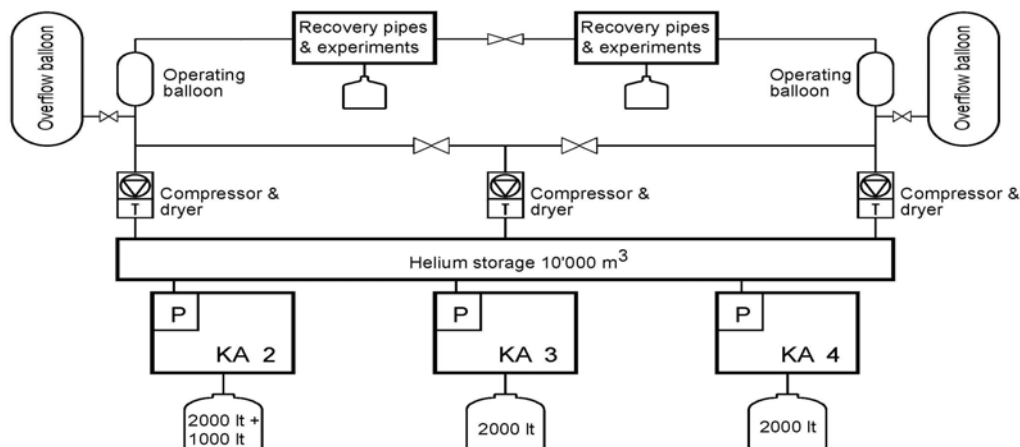 Overflow balloon
Recovery pipes
& experiments
Recovery pipes
& experiments
Overflow balloon
Operating
balloon
Operating
balloon
Compressor &
dryer
T
Compressor &
dryer
T
Compressor &
dryer
T
Helium storage 10'000 m³
P
KA 2
P
KA 3
P
KA 4
2000 lt +
1000 lt
2000 lt
2000 lt